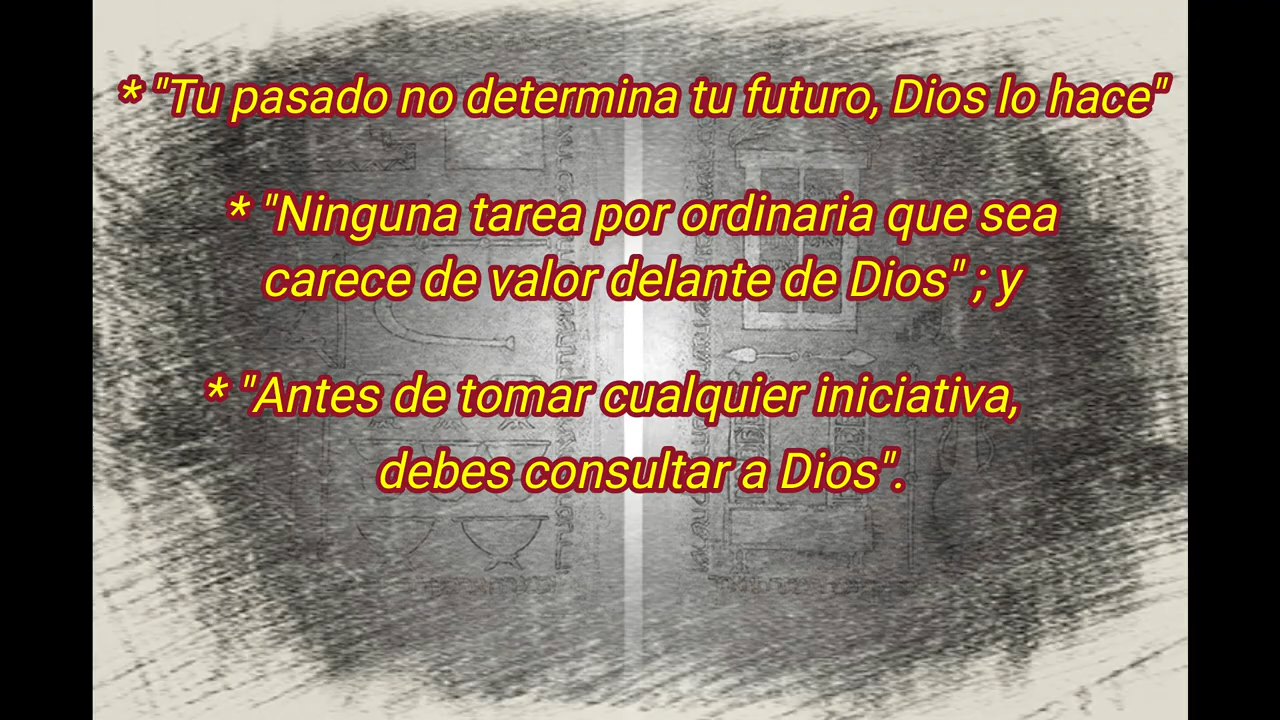 * "Tu pasado no determina tu futuro, Dios lo hace"
* "Ninguna tarea por ordinaria que sea
carece de valor delante de Dios" ; y
* "Antes de tomar cualquier iniciativa,
debes consultar a Dios".